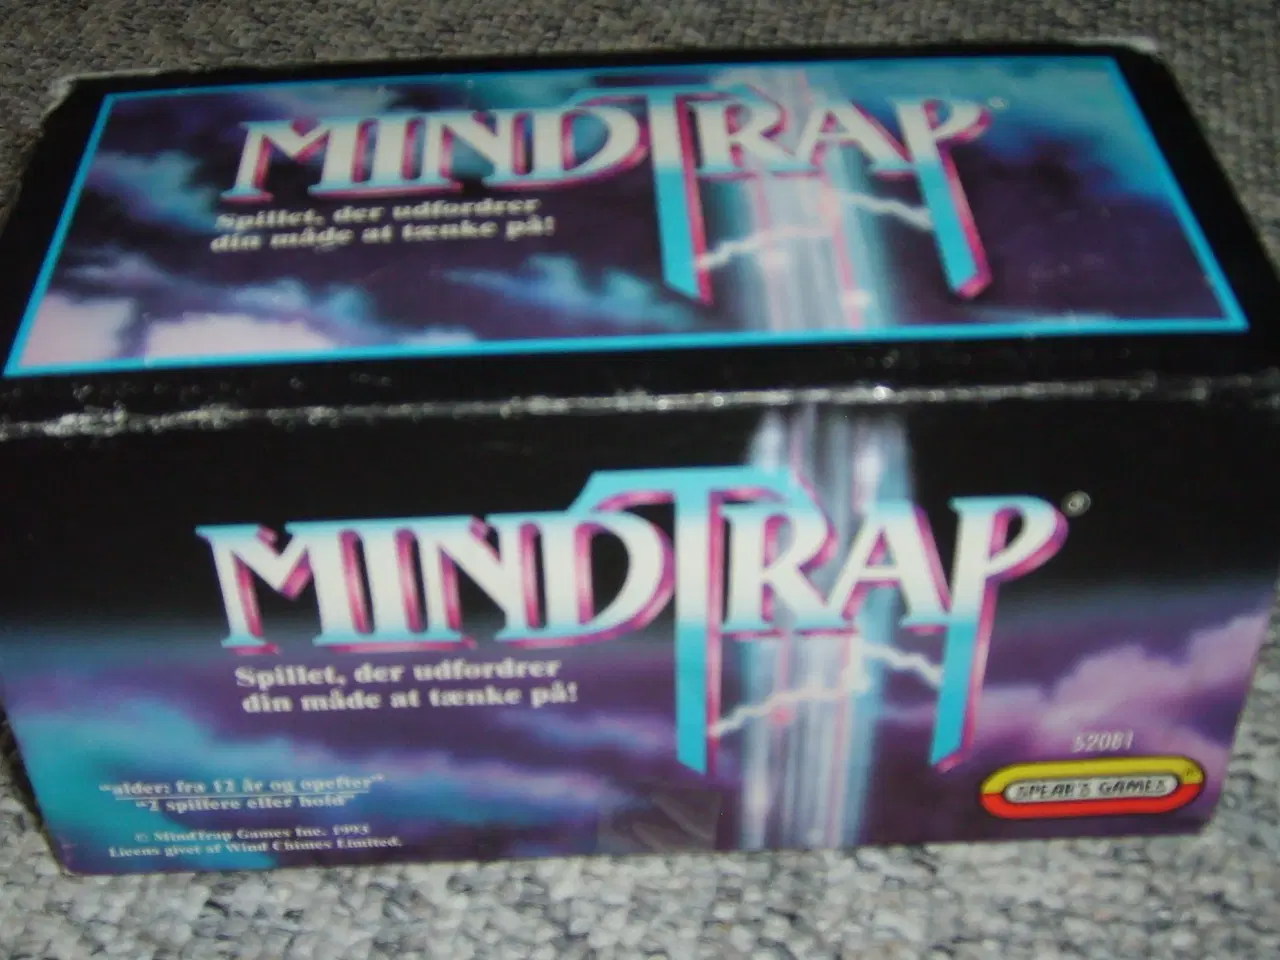 MINDTRAP
Spillet, der udfordrer
din måde at tænke på!
MINDTRAP®
Spillet, der udfordrer
din måde at tænke på!
52081
SPEAR'S GAMES
"alder: fra 12 år og opefter"
"2 spillere eller hold"
© MindTrap Games Inc. 1993
Licens givet af Wind Chimes Limited.